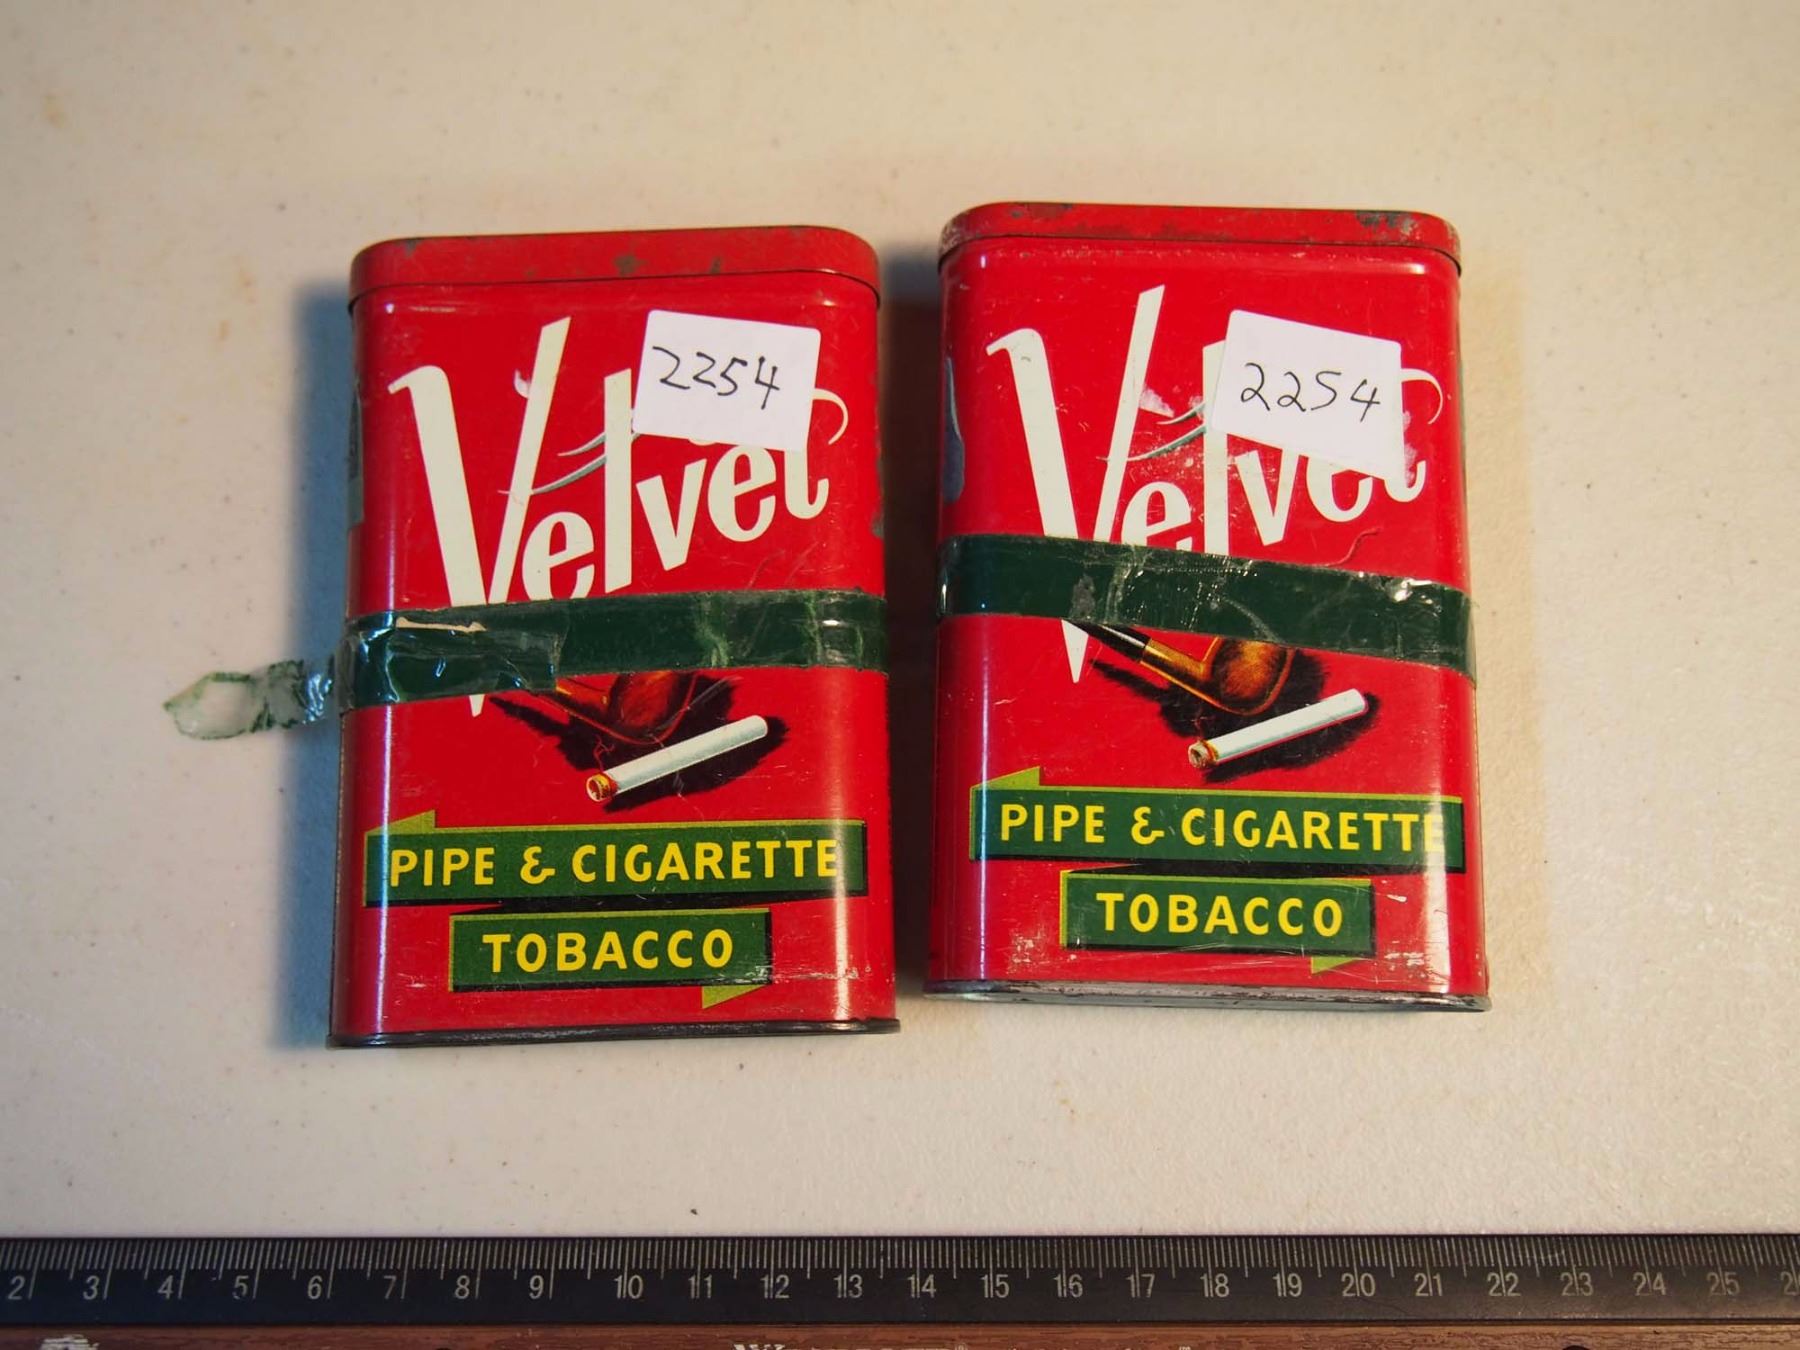 2254
Velvet
PIPE & CIGARETTE
TOBACCO
2254
Velvet
PIPE & CIGARETTE
TOBACCO
2 3 4 5 6 7 8 9 10 11 12 13 14 15 16 17 18 19 20 21 22 23 24 25